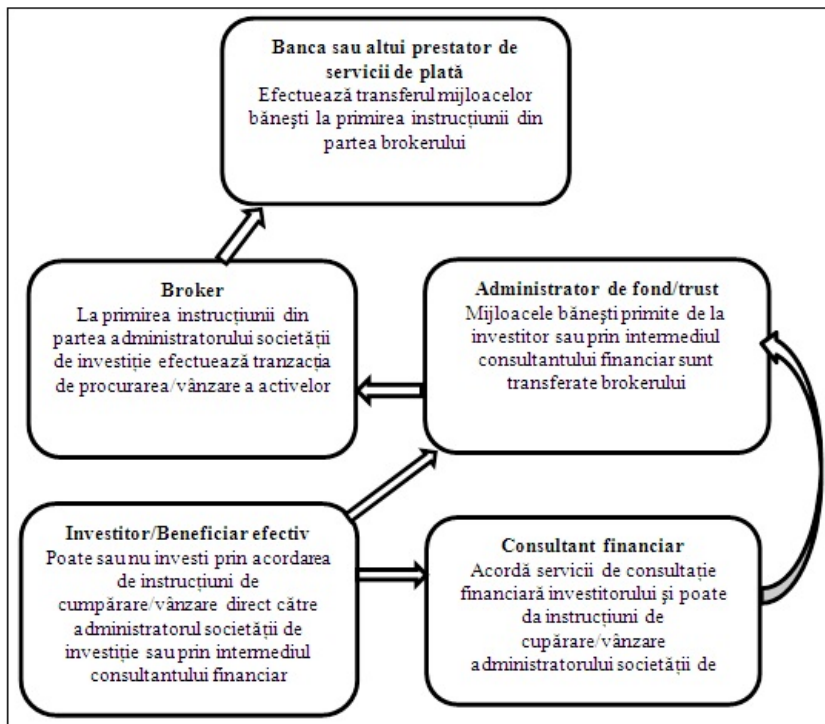 Banca sau altui prestator de
servicii de plată
Efectuează transferul mijloacelor
bănești la primirea instrucțiunii din
partea brokerului
Broker
La primirea instrucțiunii din
partea administratorului societății
de investiție efectuează tranzacția
de procurarea/vânzare a activelor
Administrator de fond/trust
Mijloacele bănești primite de la
investitor sau prin intermediul
consultantului financiar sunt
transferate brokerului
Investitor/Beneficiar efectiv
Poate sau nu investi prin acordarea
de instrucțiuni de
cumpărare/vânzare direct către
administratorul societății de
investiție sau prin intermediul
consultantului financiar
Consultant financiar
Acordă servicii de consultație
financiară investitorului și poate
da instrucțiuni de
cupărare/vânzare
administratorului societății de